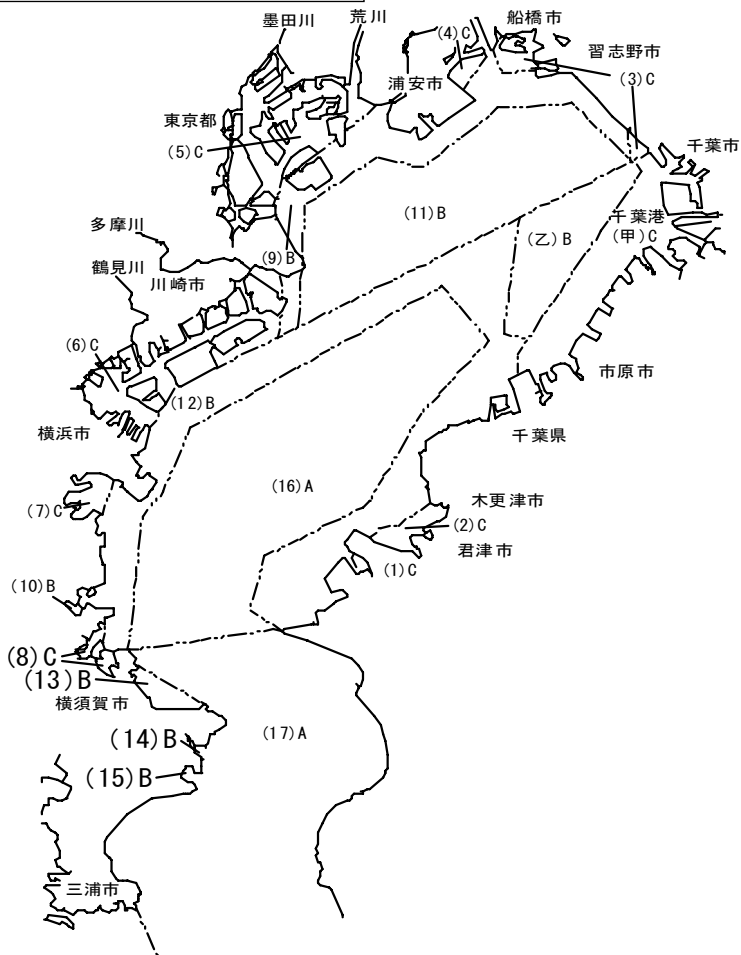 墨田川
荒川
(4)C
船橋市
習志野市
(3)C
浦安市
東京都
(5)C
千葉市
千葉港
(甲)C
(11)B
(乙)B
多摩川
(9)B
鶴見川
川崎市
(6)C
市原市
(12)B
横浜市
千葉県
(16)A
木更津市
(7)C
(2)C
君津市
(1)C
(10)B
(8)C
(13)B
横須賀市
(14)B
(17)A
(15)B
三浦市